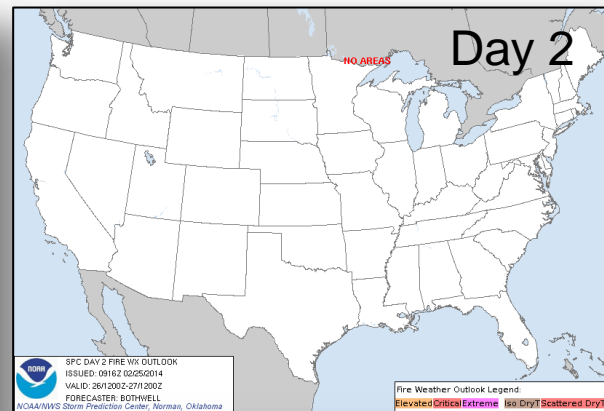 Day 2
NO AREAS
NOAA
SPC DAY 2 FIRE WX OUTLOOK
ISSUED: 0916Z 02/25/2014
VALID: 26/1200Z-27/1200Z
FORECASTER: BOTHWELL
NOAA/NWS Storm Prediction Center, Norman, Oklahoma
Fire Weather Outlook Legend:
Elevated Critical Extreme Iso DryT Scattered DryT